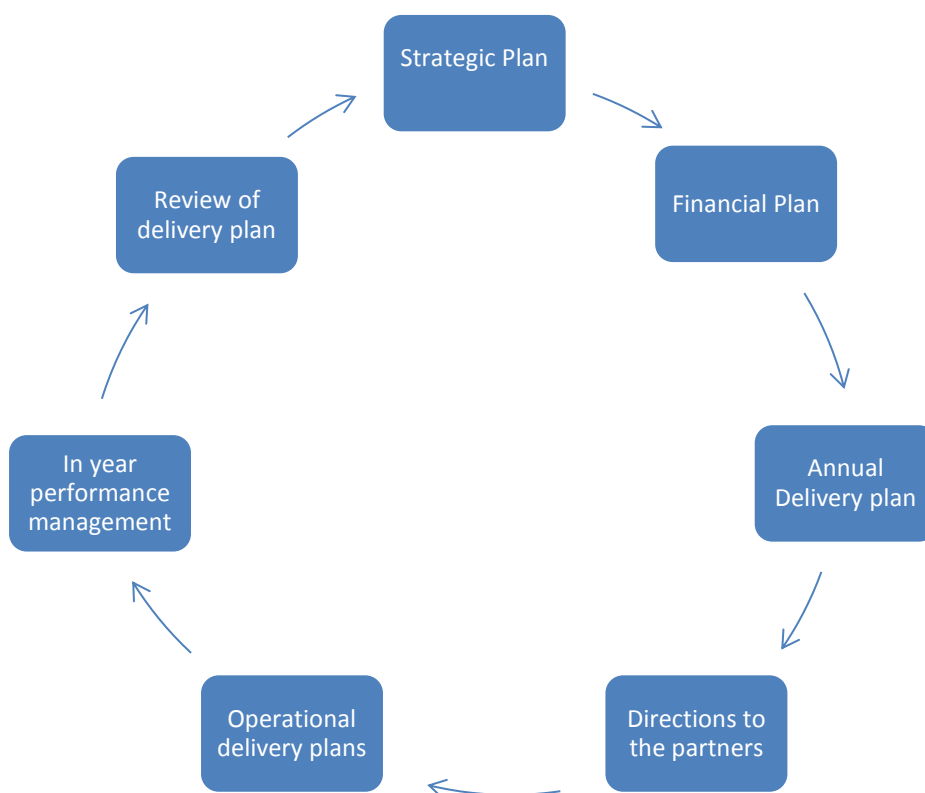 Strategic Plan
Financial Plan
Annual
Delivery plan
Directions to
the partners
Operational
delivery plans
In year
performance
management
Review of
delivery plan